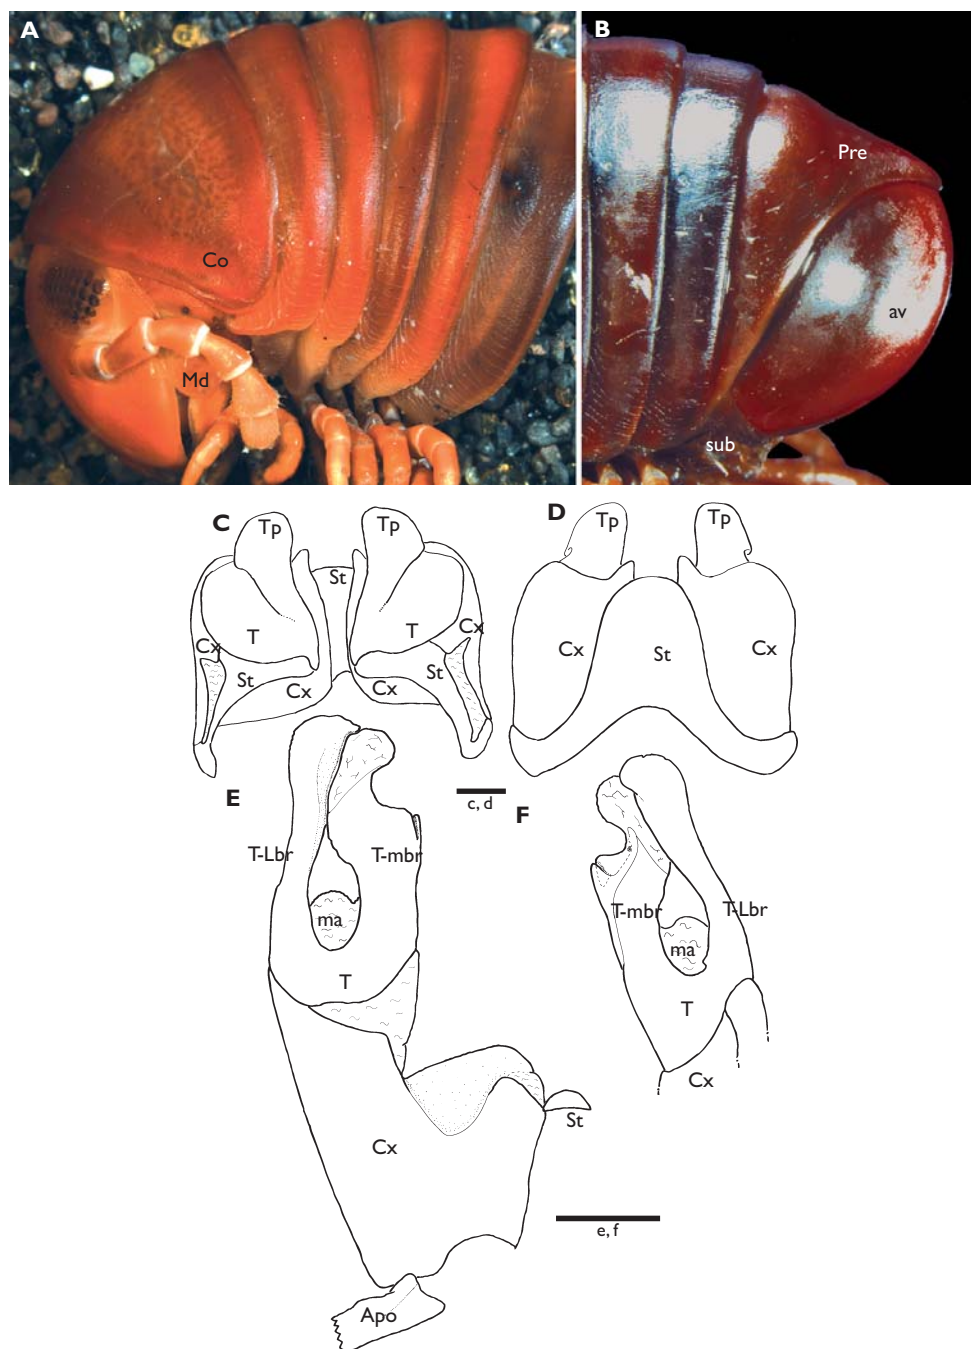 A
B
Pre
Co
av
Md
sub
C
D
Tp
Tp
Tp
Tp
St
T
T
Cx
Cx
Cx
St
Cx
St
St
Cx
Cx
E
c, d
F
T-Lbr
T-mbr
T-mbr
T-Lbr
ma
ma
T
T
Cx
St
Cx
e, f
Apo